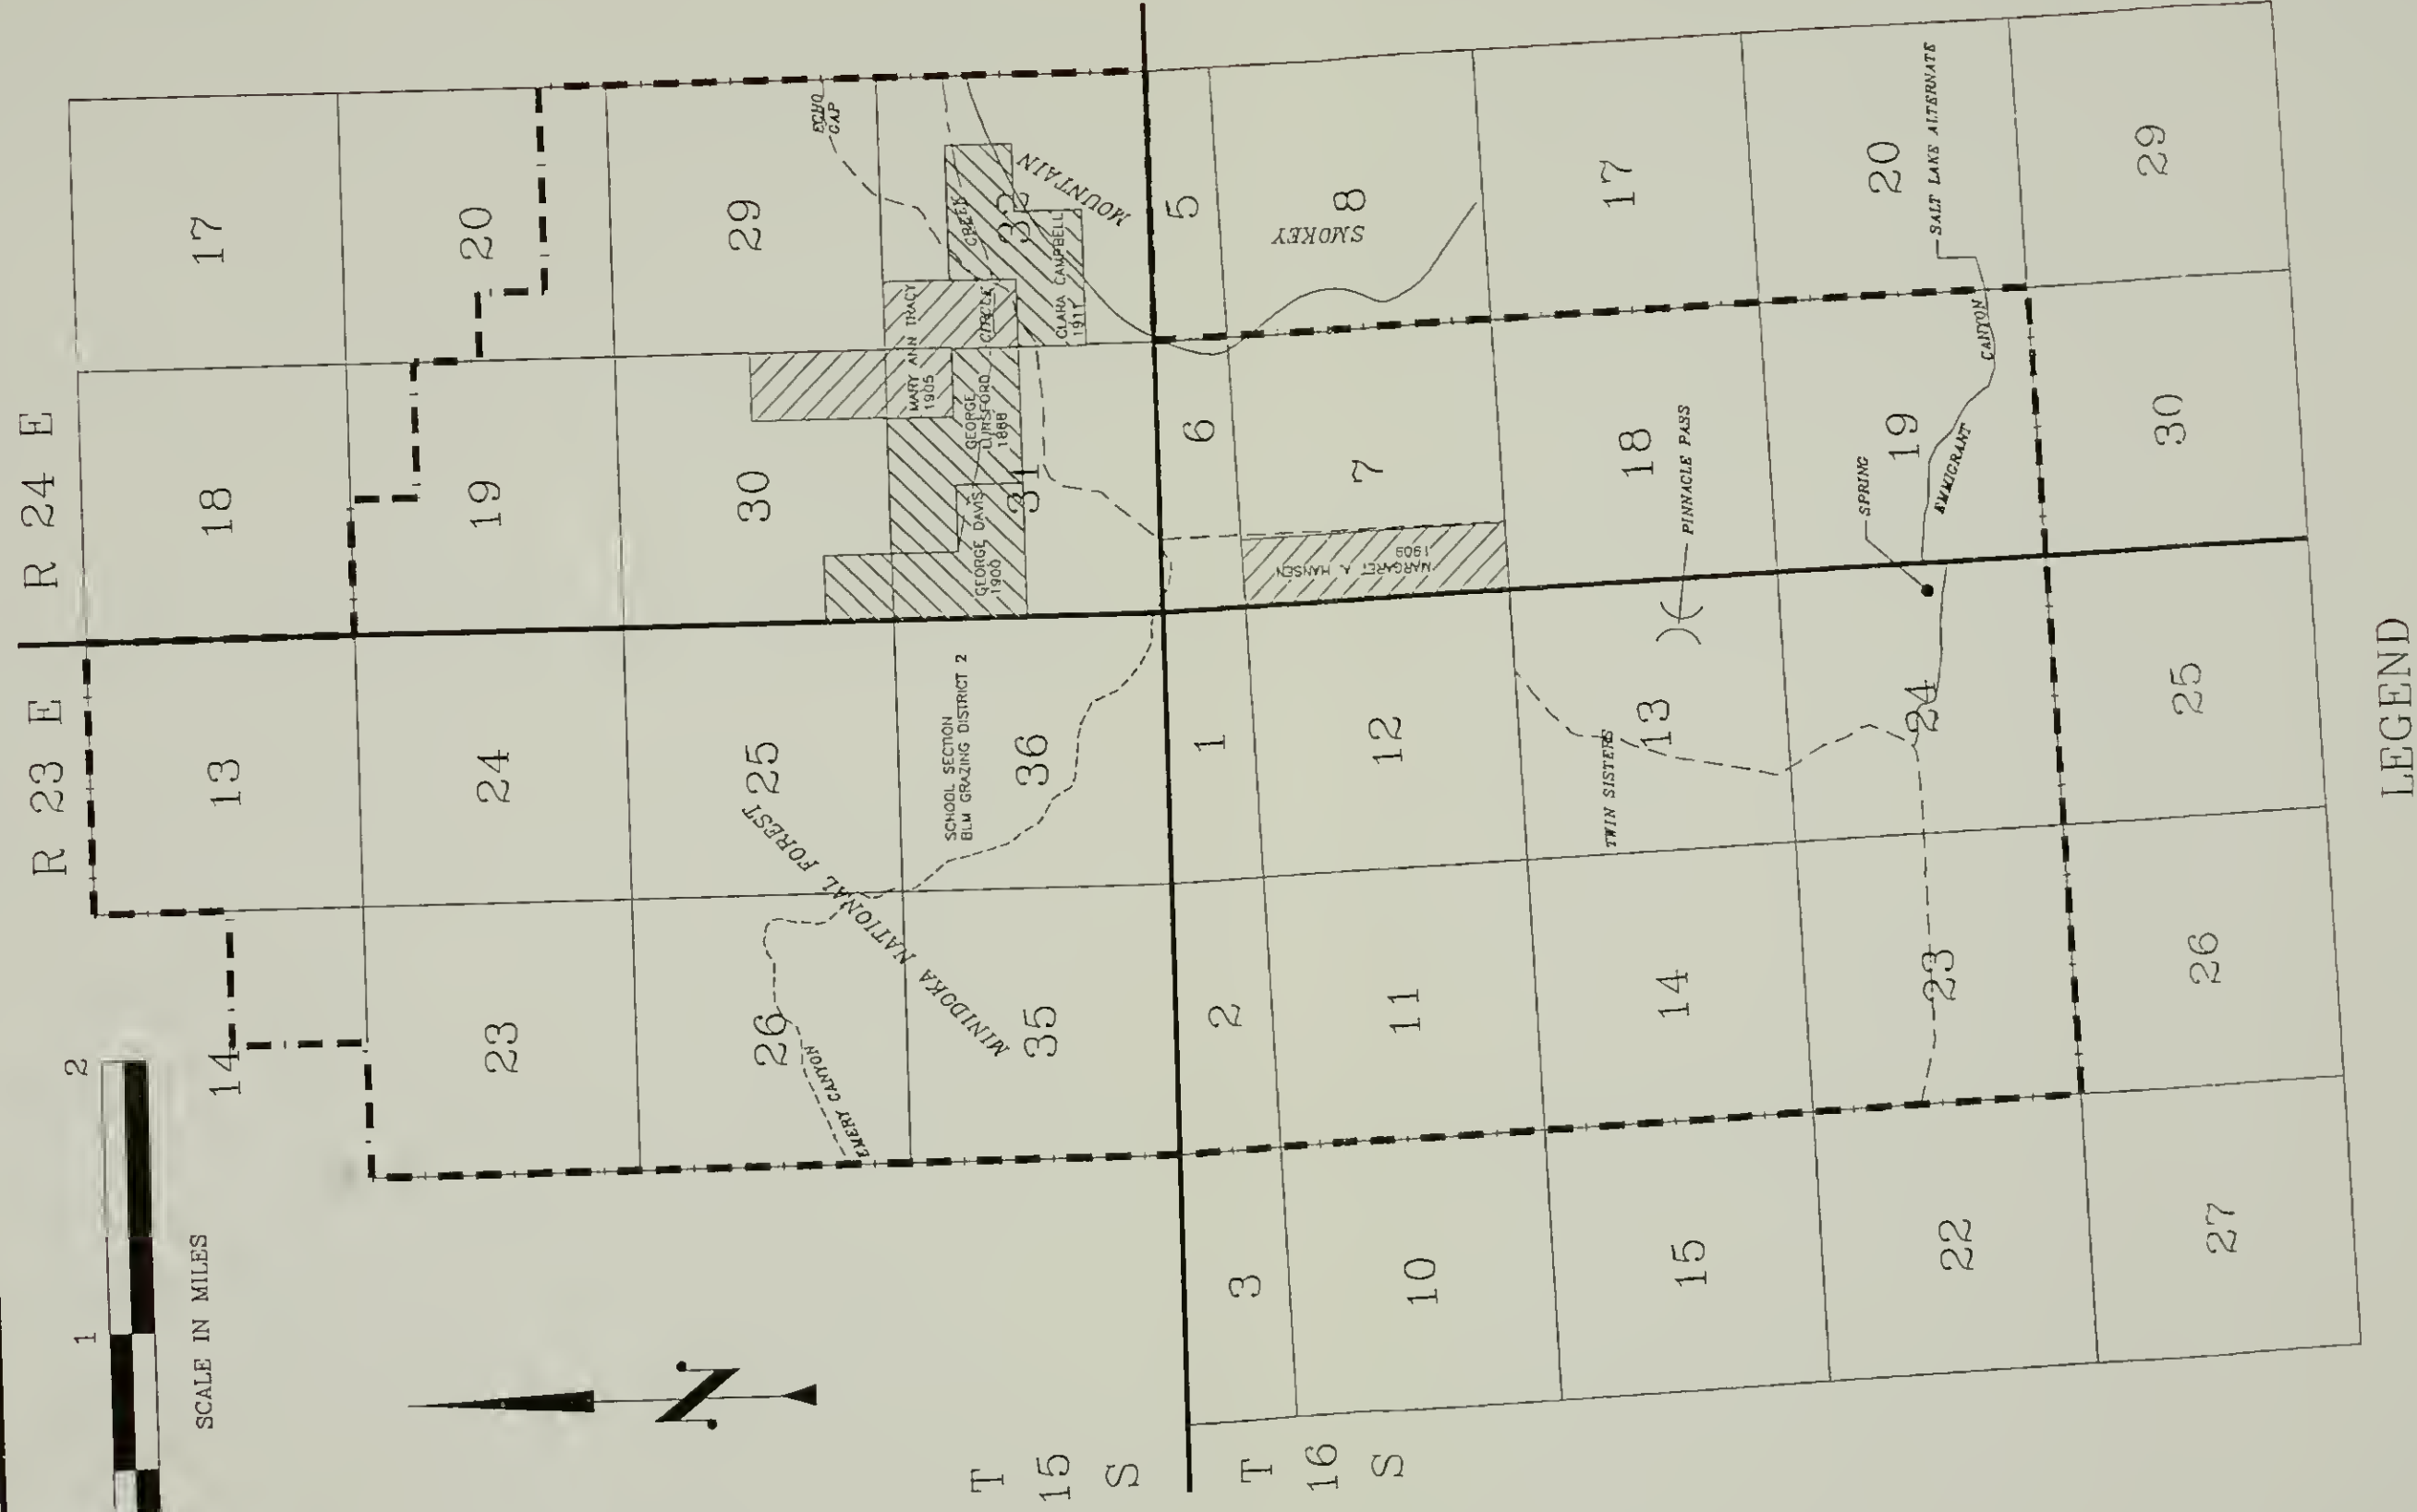 R 23 E
R 24 E
1
2
SCALE IN MILES
14
13
18
17
23
24
19
20
26
25
30
29
EMERY CANYON
MINIDOKA NATIONAL FOREST
ECHO
GAP
SCHOOL SECTION
BLM GRAZING DISTRICT 2
MARY ANN TRACY
1905
GEORGE
LUNSFORD
1888
GEORGE DAVIS
1900
CIRCLE
CREEK
CLARA CAMPBELL
1911
35
36
31
32
T
15
S
SMOKEY
MOUNTAIN
T
16
S
3
2
1
6
5
10
11
12
7
8
MARGARET A. HANSEN
1909
15
14
13
18
17
TWIN SISTERS
PINNACLE PASS
22
23
24
19
20
SPRING
EMMIGRANT
CANYON
SALT LAKE ALTERNATE
27
26
25
30
29
LEGEND